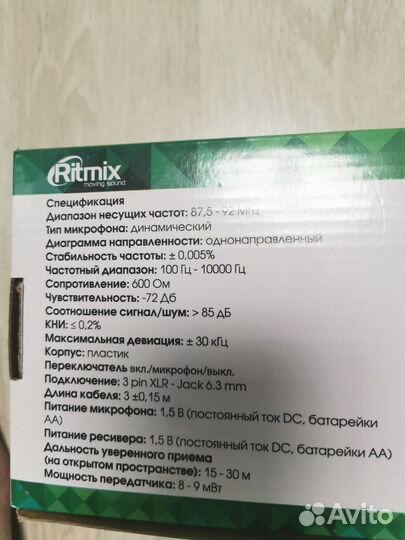 Ritmix
moving sound
Спецификация
Диапазон несущих частот: 87,5 - 92 МГц
Тип микрофона: динамический
Диаграмма направленности: однонаправленный
Стабильность частоты: ± 0,005%
Частотный диапазон: 100 Гц - 10000 Гц
Сопротивление: 600 Ом
Чувствительность: -72 Дб
Соотношение сигнал/шум: > 85 дБ
КНИ: ≤ 0,2%
Максимальная девиация: ± 30 кГц
Корпус: пластик
Переключатель вкл./микрофон/выкл.
Подключение: 3 pin XLR - Jack 6.3 mm
Длина кабеля: 3 ±0,15 м
Питание микрофона: 1,5 В (постоянный ток DC, батарейки
AA)
Питание ресивера: 1,5 В (постоянный ток DC, батарейки AA)
Дальность уверенного приема
(на открытом пространстве): 15 - 30 м
Мощность передатчика: 8 - 9 мВт
Avito